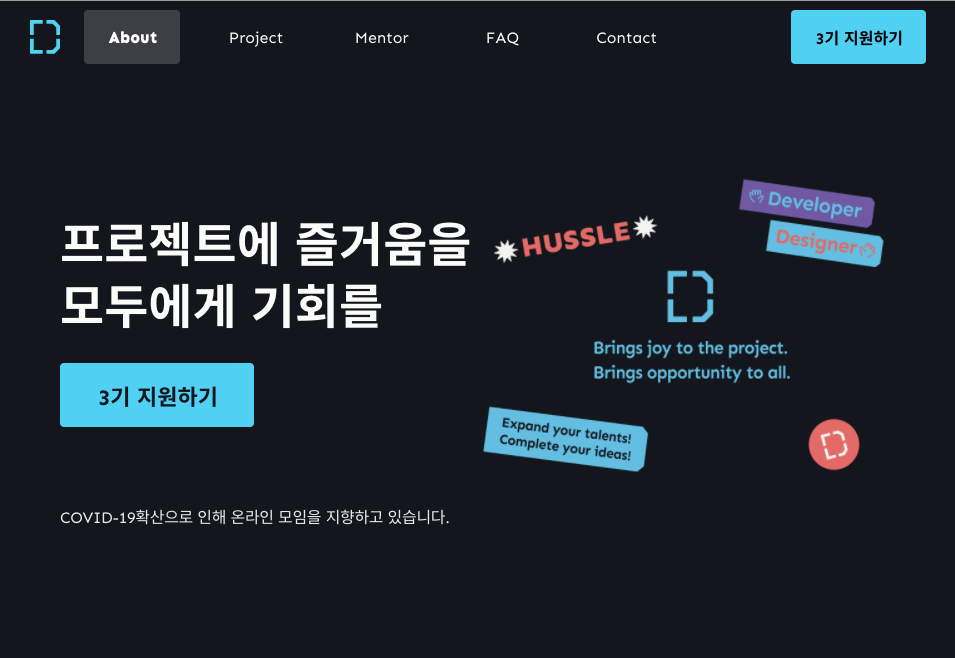 About
Project
Mentor
FAQ
Contact
3기 지원하기
프로젝트에 즐거움을
모두에게 기회를
3기 지원하기
COVID-19확산으로 인해 온라인 모임을 지향하고 있습니다.
HUSSLE
Developer
Designer
Brings joy to the project.
Brings opportunity to all.
Expand your talents!
Complete your ideas!